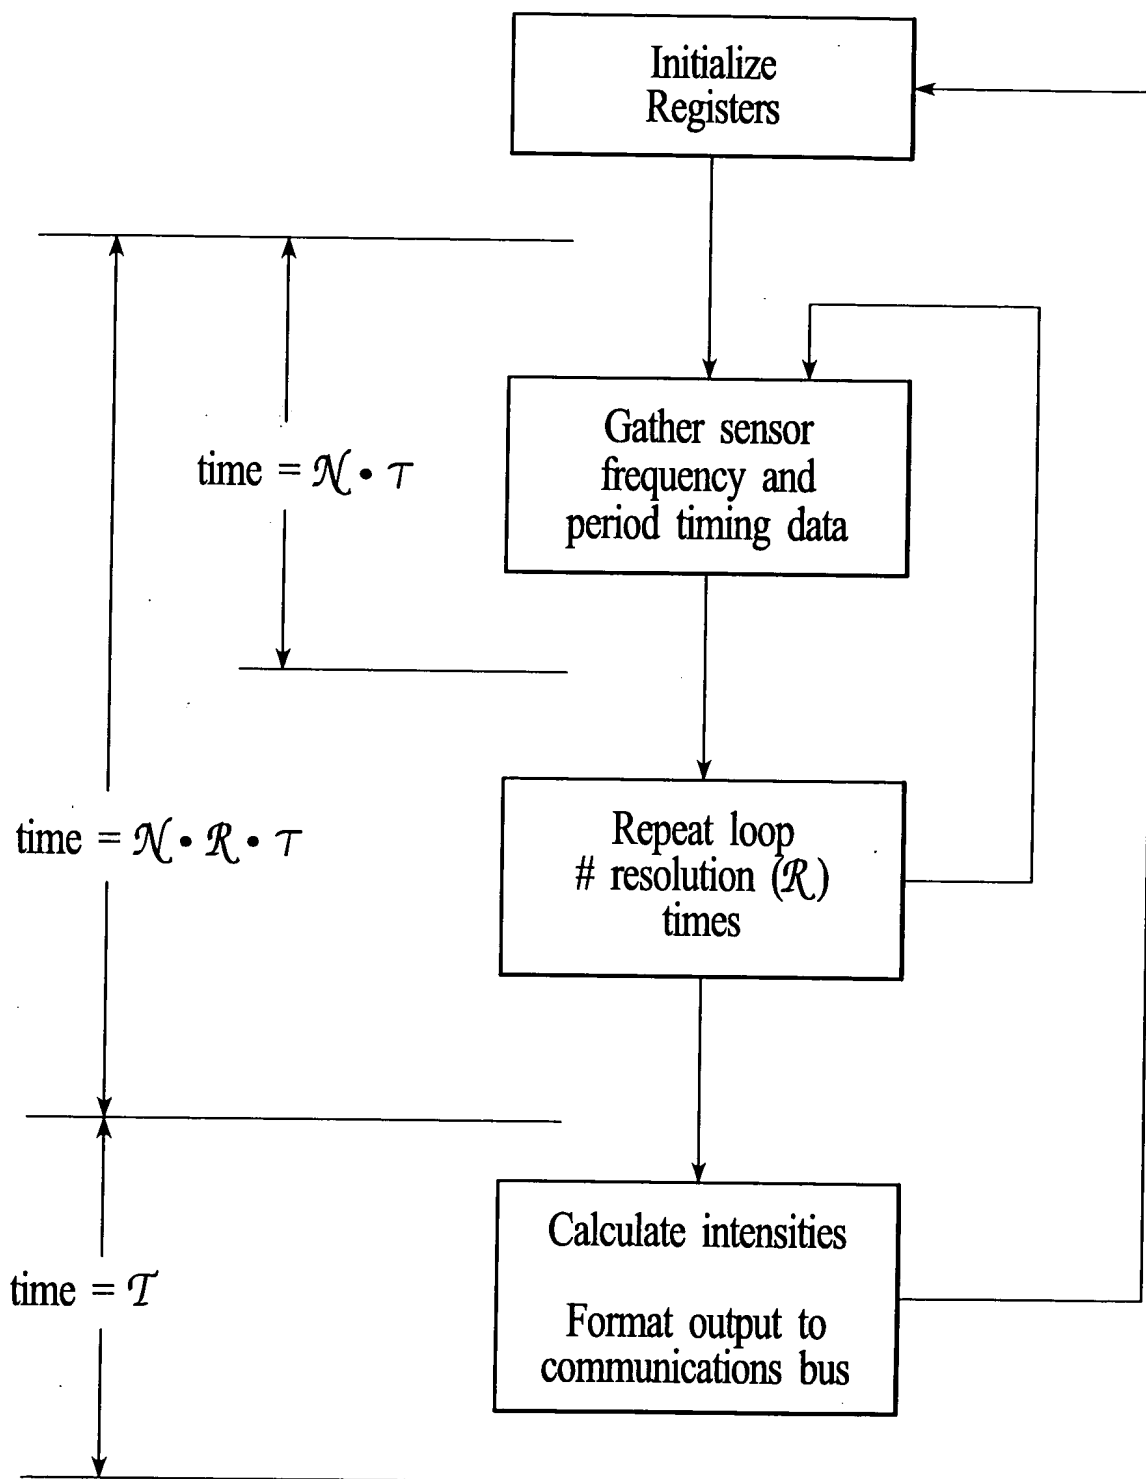 Initialize
Registers
Gather sensor
frequency and
period timing data
time = 𝒩 • τ
Repeat loop
# resolution (ℛ)
times
time = 𝒩 • ℛ • τ
Calculate intensities
Format output to
communications bus
time = 𝒯